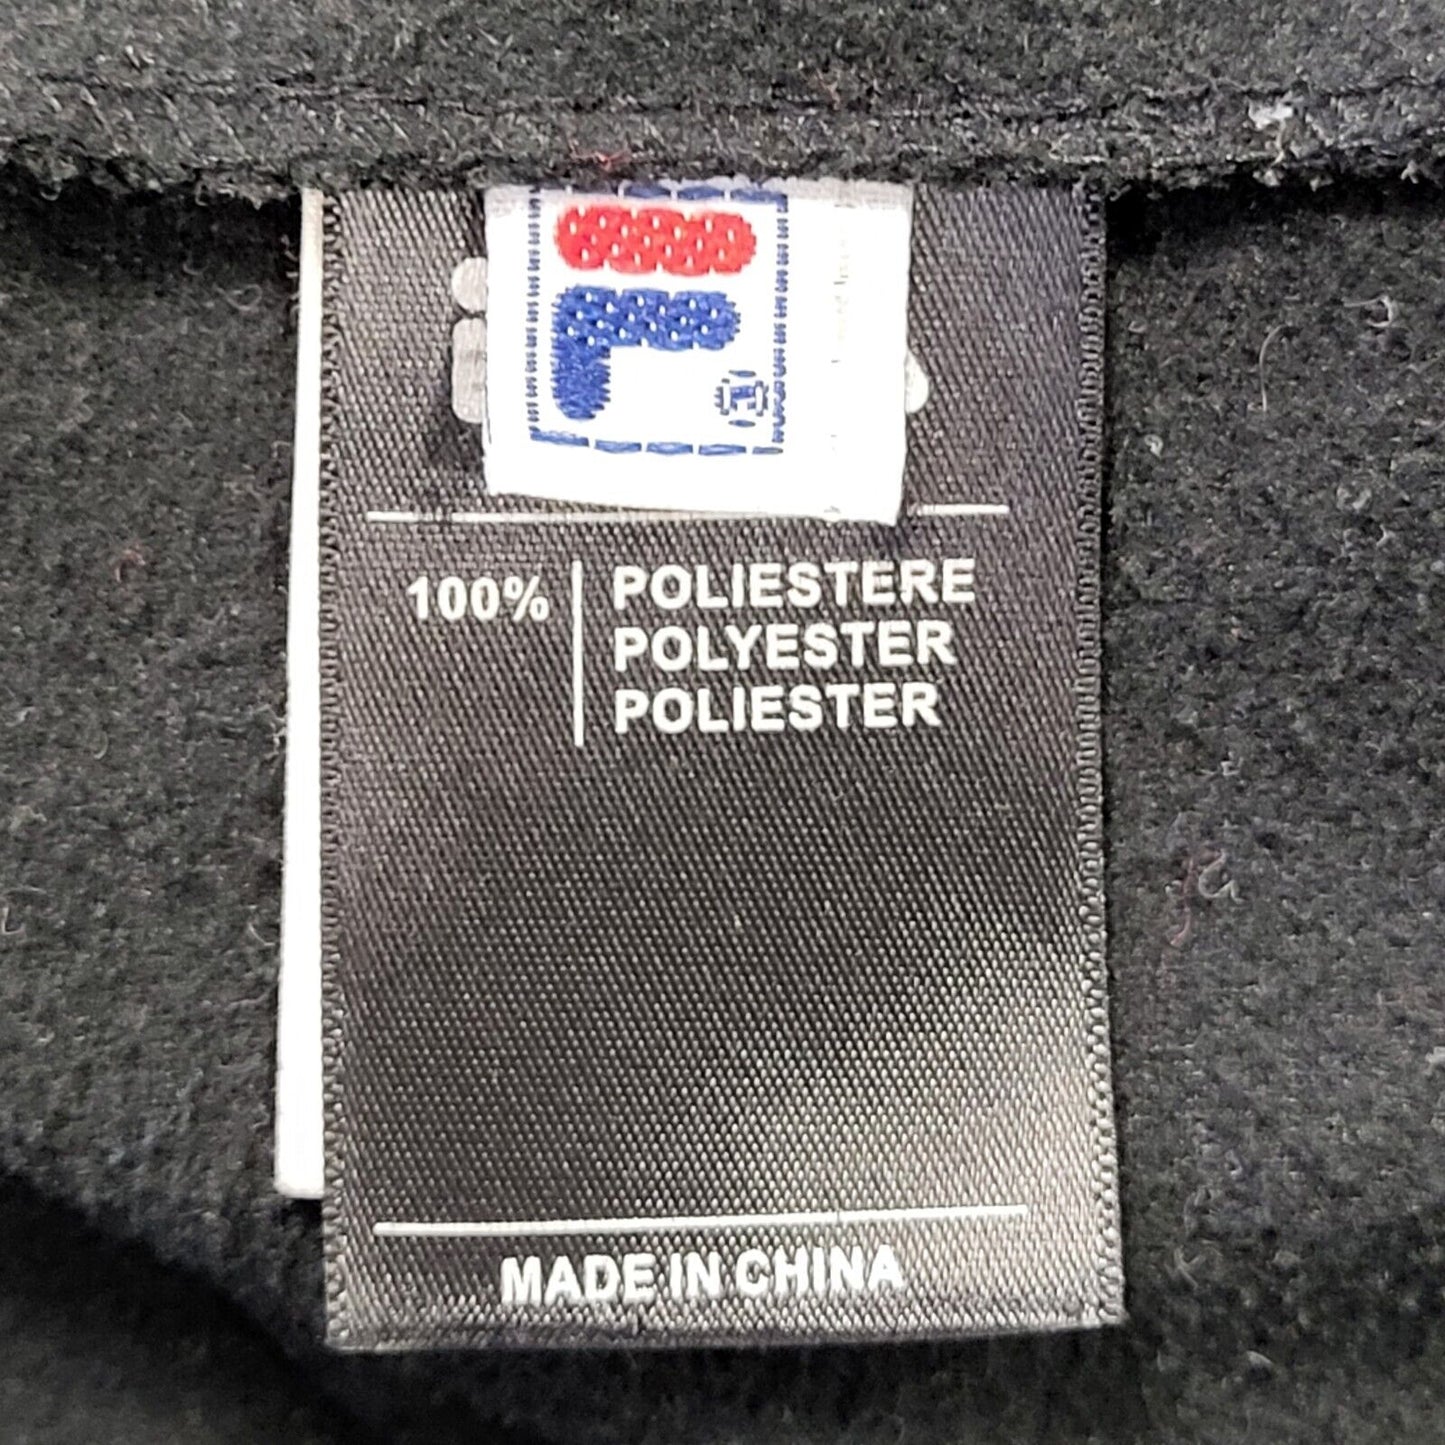 100% POLIESTERE
POLYESTER
POLIESTER
MADE IN CHINA